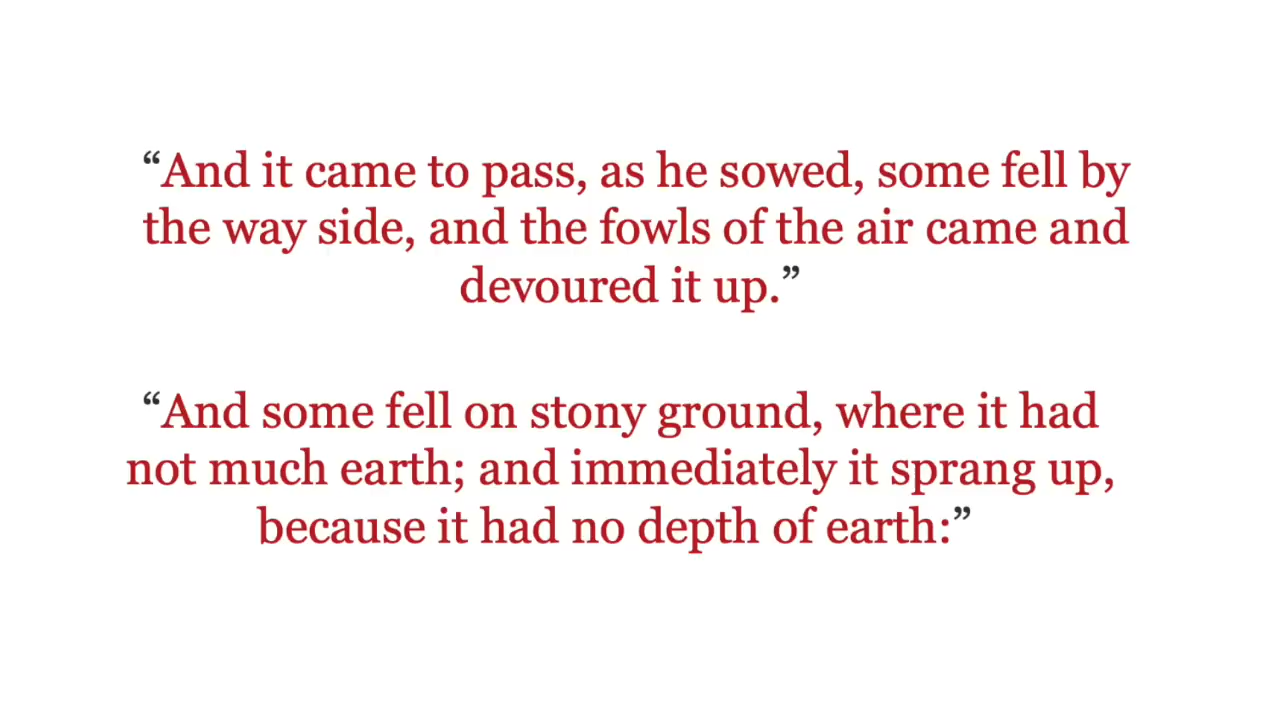 “And it came to pass, as he sowed, some fell by
the way side, and the fowls of the air came and
devoured it up.”
“And some fell on stony ground, where it had
not much earth; and immediately it sprang up,
because it had no depth of earth:”